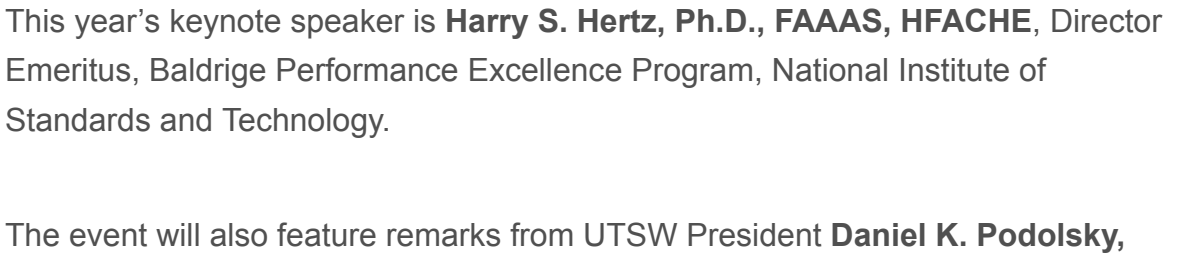 This year’s keynote speaker is Harry S. Hertz, Ph.D., FAAAS, HFACHE, Director
Emeritus, Baldrige Performance Excellence Program, National Institute of
Standards and Technology.
The event will also feature remarks from UTSW President Daniel K. Podolsky,